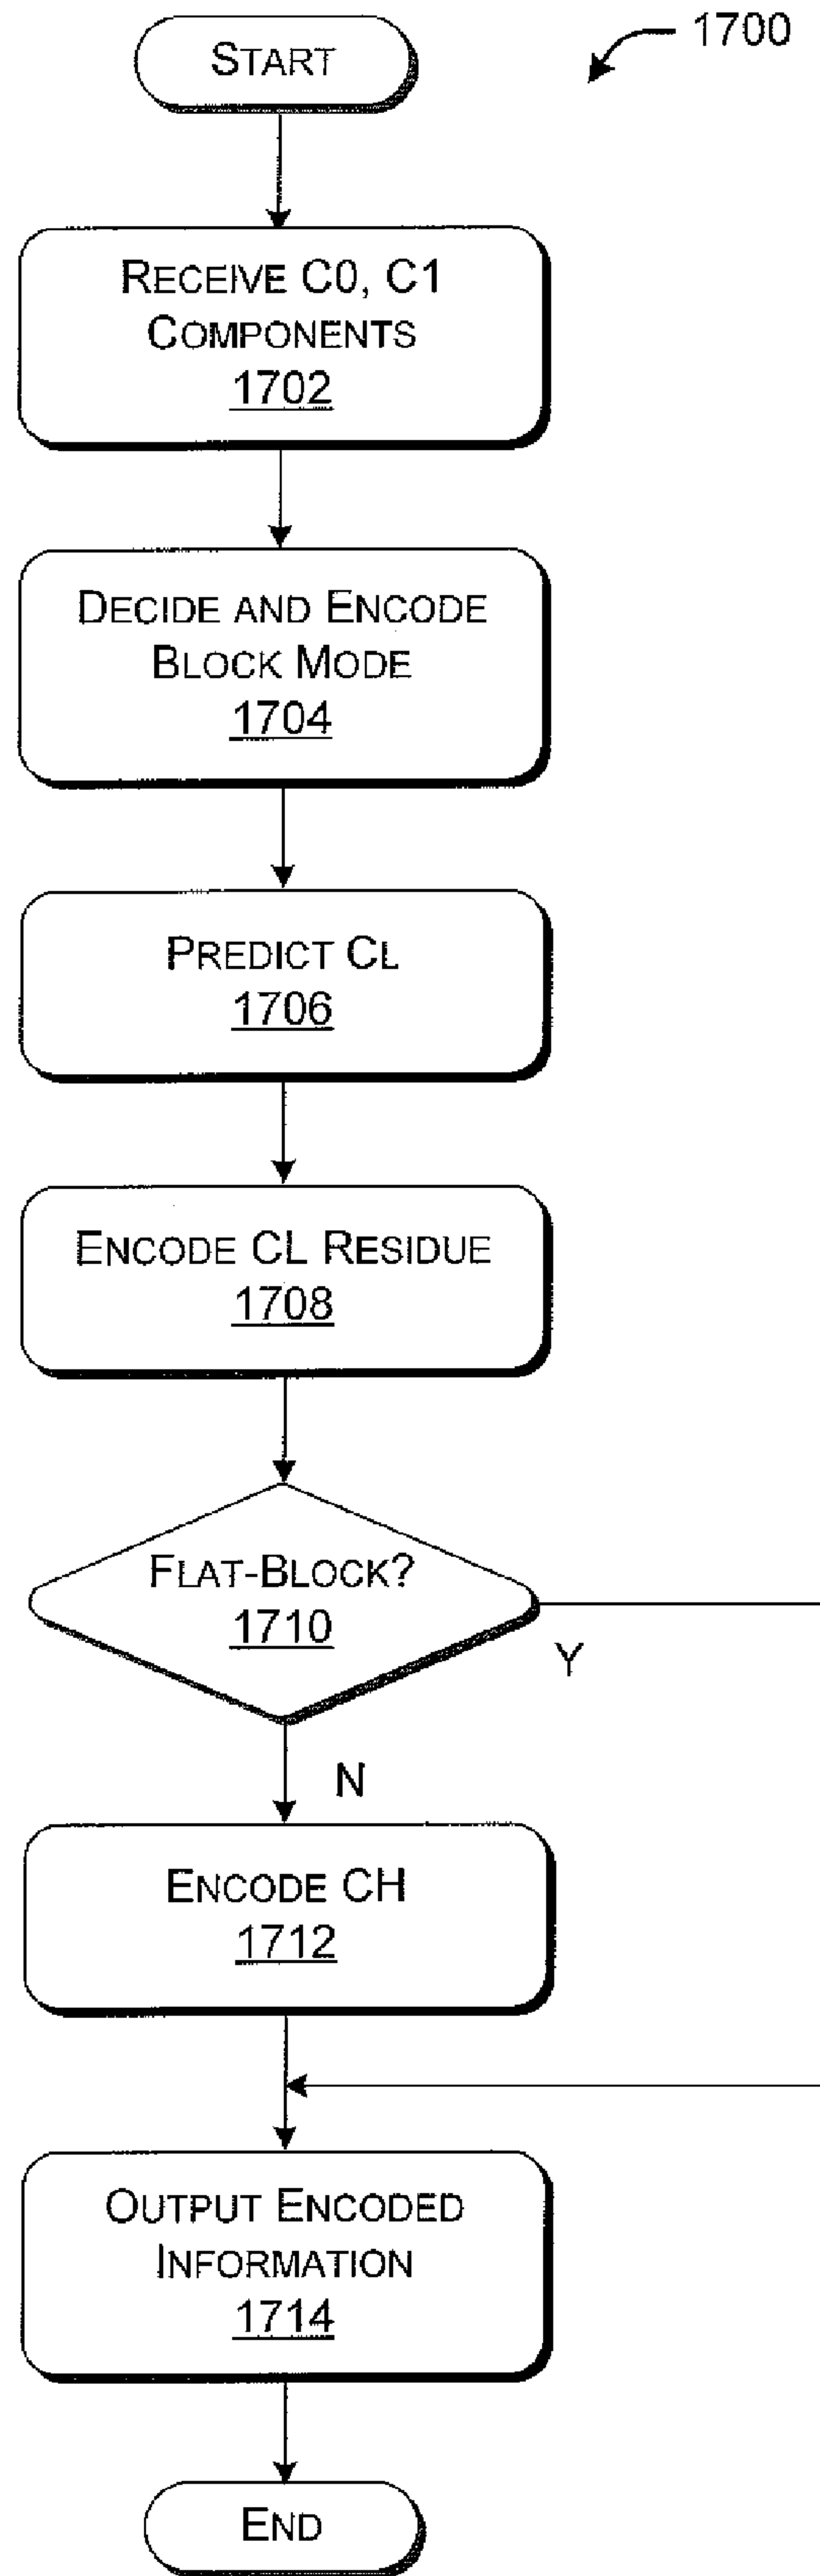 START
1700
RECEIVE C0, C1
COMPONENTS
1702
DECIDE AND ENCODE
BLOCK MODE
1704
PREDICT CL
1706
ENCODE CL RESIDUE
1708
FLAT-BLOCK?
1710
Y
N
ENCODE CH
1712
OUTPUT ENCODED
INFORMATION
1714
END